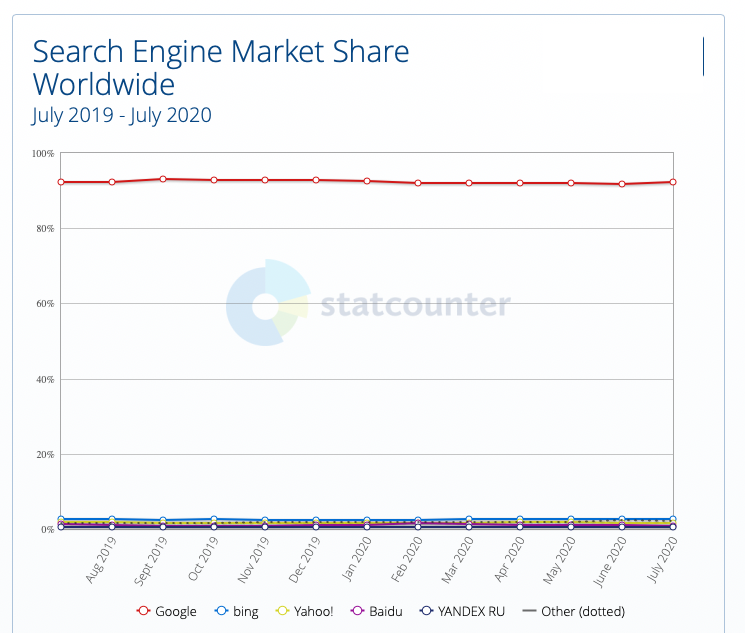 Search Engine Market Share
Worldwide
July 2019 - July 2020
100%
80%
60%
statcounter
40%
20%
0%
Aug 2019
Sept 2019
Oct 2019
Nov 2019
Dec 2019
Jan 2020
Feb 2020
Mar 2020
Apr 2020
May 2020
June 2020
July 2020
Google bing Yahoo! Baidu YANDEX RU Other (dotted)